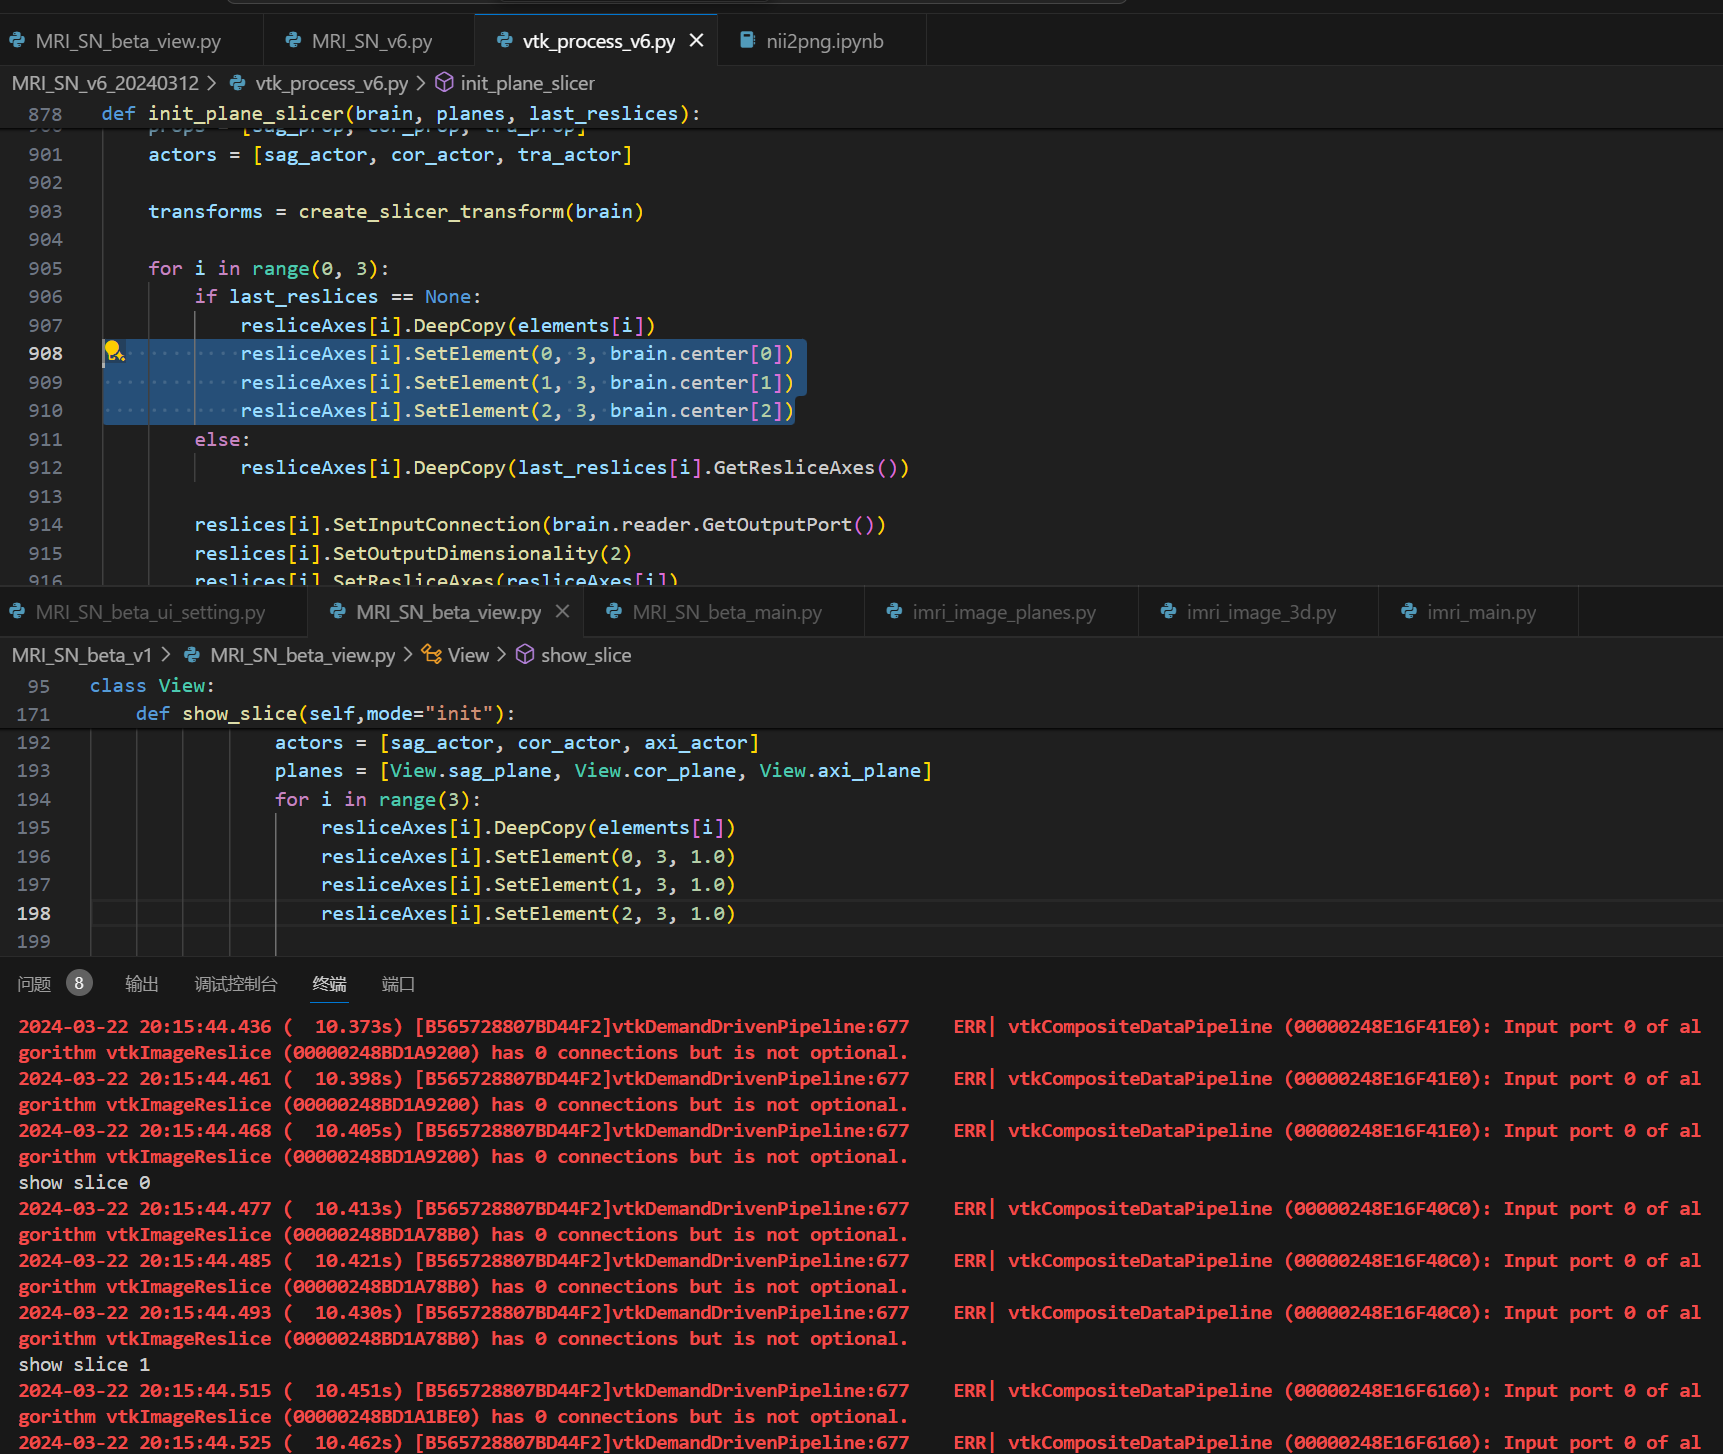 MRI_SN_beta_view.py
MRI_SN_v6.py
vtk_process_v6.py
nii2png.ipynb
MRI_SN_v6_20240312 > vtk_process_v6.py > init_plane_slicer
878 def init_plane_slicer(brain, planes, last_reslices):
900 props = [sag_prop, cor_prop, tra_prop]
901 actors = [sag_actor, cor_actor, tra_actor]
902
903 transforms = create_slicer_transform(brain)
904
905 for i in range(0, 3):
906 if last_reslices == None:
907 resliceAxes[i].DeepCopy(elements[i])
908 resliceAxes[i].SetElement(0, 3, brain.center[0])
909 resliceAxes[i].SetElement(1, 3, brain.center[1])
910 resliceAxes[i].SetElement(2, 3, brain.center[2])
911 else:
912 resliceAxes[i].DeepCopy(last_reslices[i].GetResliceAxes())
913
914 reslices[i].SetInputConnection(brain.reader.GetOutputPort())
915 reslices[i].SetOutputDimensionality(2)
916 reslices[i].SetResliceAxes(resliceAxes[i])
MRI_SN_beta_ui_setting.py
MRI_SN_beta_view.py
MRI_SN_beta_main.py
imri_image_planes.py
imri_image_3d.py
imri_main.py
MRI_SN_beta_v1 > MRI_SN_beta_view.py > View > show_slice
95 class View:
171 def show_slice(self,mode="init"):
192 actors = [sag_actor, cor_actor, axi_actor]
193 planes = [View.sag_plane, View.cor_plane, View.axi_plane]
194 for i in range(3):
195 resliceAxes[i].DeepCopy(elements[i])
196 resliceAxes[i].SetElement(0, 3, 1.0)
197 resliceAxes[i].SetElement(1, 3, 1.0)
198 resliceAxes[i].SetElement(2, 3, 1.0)
199
问题 8 输出 调试控制台 终端 端口
2024-03-22 20:15:44.436 ( 10.373s) [B565728807BD44F2]vtkDemandDrivenPipeline:677 ERR| vtkCompositeDataPipeline (00000248E16F41E0): Input port 0 of al
gorithm vtkImageReslice (00000248BD1A9200) has 0 connections but is not optional.
2024-03-22 20:15:44.461 ( 10.398s) [B565728807BD44F2]vtkDemandDrivenPipeline:677 ERR| vtkCompositeDataPipeline (00000248E16F41E0): Input port 0 of al
gorithm vtkImageReslice (00000248BD1A9200) has 0 connections but is not optional.
2024-03-22 20:15:44.468 ( 10.405s) [B565728807BD44F2]vtkDemandDrivenPipeline:677 ERR| vtkCompositeDataPipeline (00000248E16F41E0): Input port 0 of al
gorithm vtkImageReslice (00000248BD1A9200) has 0 connections but is not optional.
show slice 0
2024-03-22 20:15:44.477 ( 10.413s) [B565728807BD44F2]vtkDemandDrivenPipeline:677 ERR| vtkCompositeDataPipeline (00000248E16F40C0): Input port 0 of al
gorithm vtkImageReslice (00000248BD1A78B0) has 0 connections but is not optional.
2024-03-22 20:15:44.485 ( 10.421s) [B565728807BD44F2]vtkDemandDrivenPipeline:677 ERR| vtkCompositeDataPipeline (00000248E16F40C0): Input port 0 of al
gorithm vtkImageReslice (00000248BD1A78B0) has 0 connections but is not optional.
2024-03-22 20:15:44.493 ( 10.430s) [B565728807BD44F2]vtkDemandDrivenPipeline:677 ERR| vtkCompositeDataPipeline (00000248E16F40C0): Input port 0 of al
gorithm vtkImageReslice (00000248BD1A78B0) has 0 connections but is not optional.
show slice 1
2024-03-22 20:15:44.515 ( 10.451s) [B565728807BD44F2]vtkDemandDrivenPipeline:677 ERR| vtkCompositeDataPipeline (00000248E16F6160): Input port 0 of al
gorithm vtkImageReslice (00000248BD1A1BE0) has 0 connections but is not optional.
2024-03-22 20:15:44.525 ( 10.462s) [B565728807BD44F2]vtkDemandDrivenPipeline:677 ERR| vtkCompositeDataPipeline (00000248E16F6160): Input port 0 of al